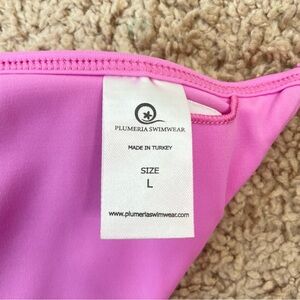 PLUMERIA SWIMWEAR
MADE IN TURKEY
SIZE
L
www.plumeriaswimwear.com